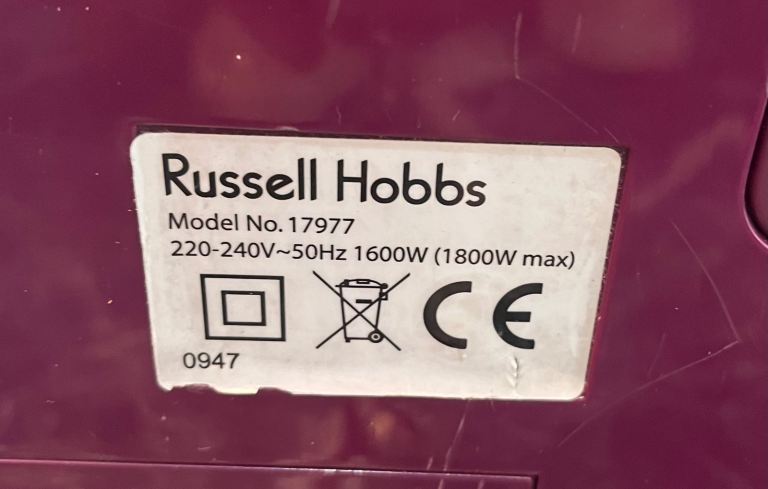 Russell Hobbs
Model No. 17977
220-240V~50Hz 1600W (1800W max)
CE
0947